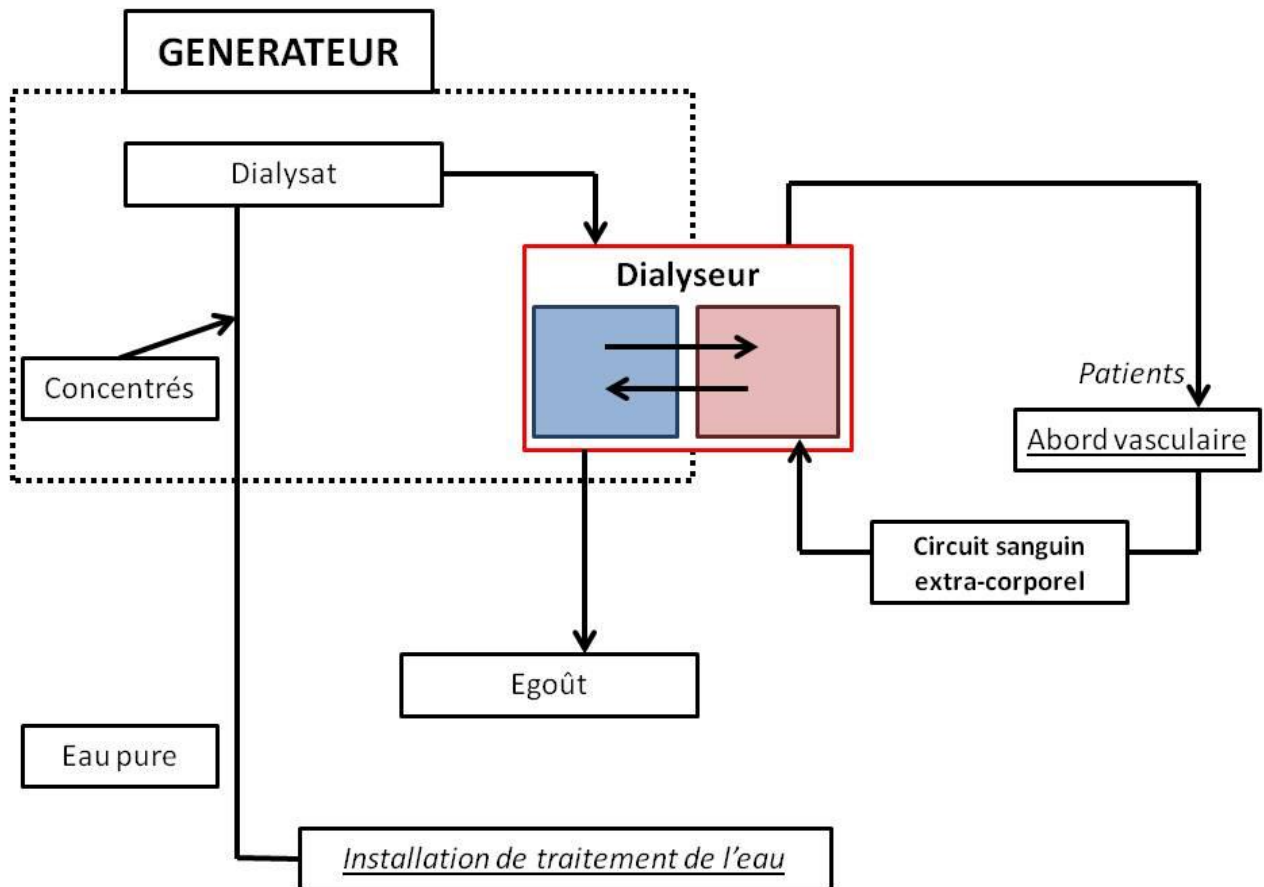 GENERATEUR
Dialysat
Dialyseur
Concentrés
Patients
Abord vasculaire
Circuit sanguin
extra-corporel
Egoût
Eau pure
Installation de traitement de l'eau